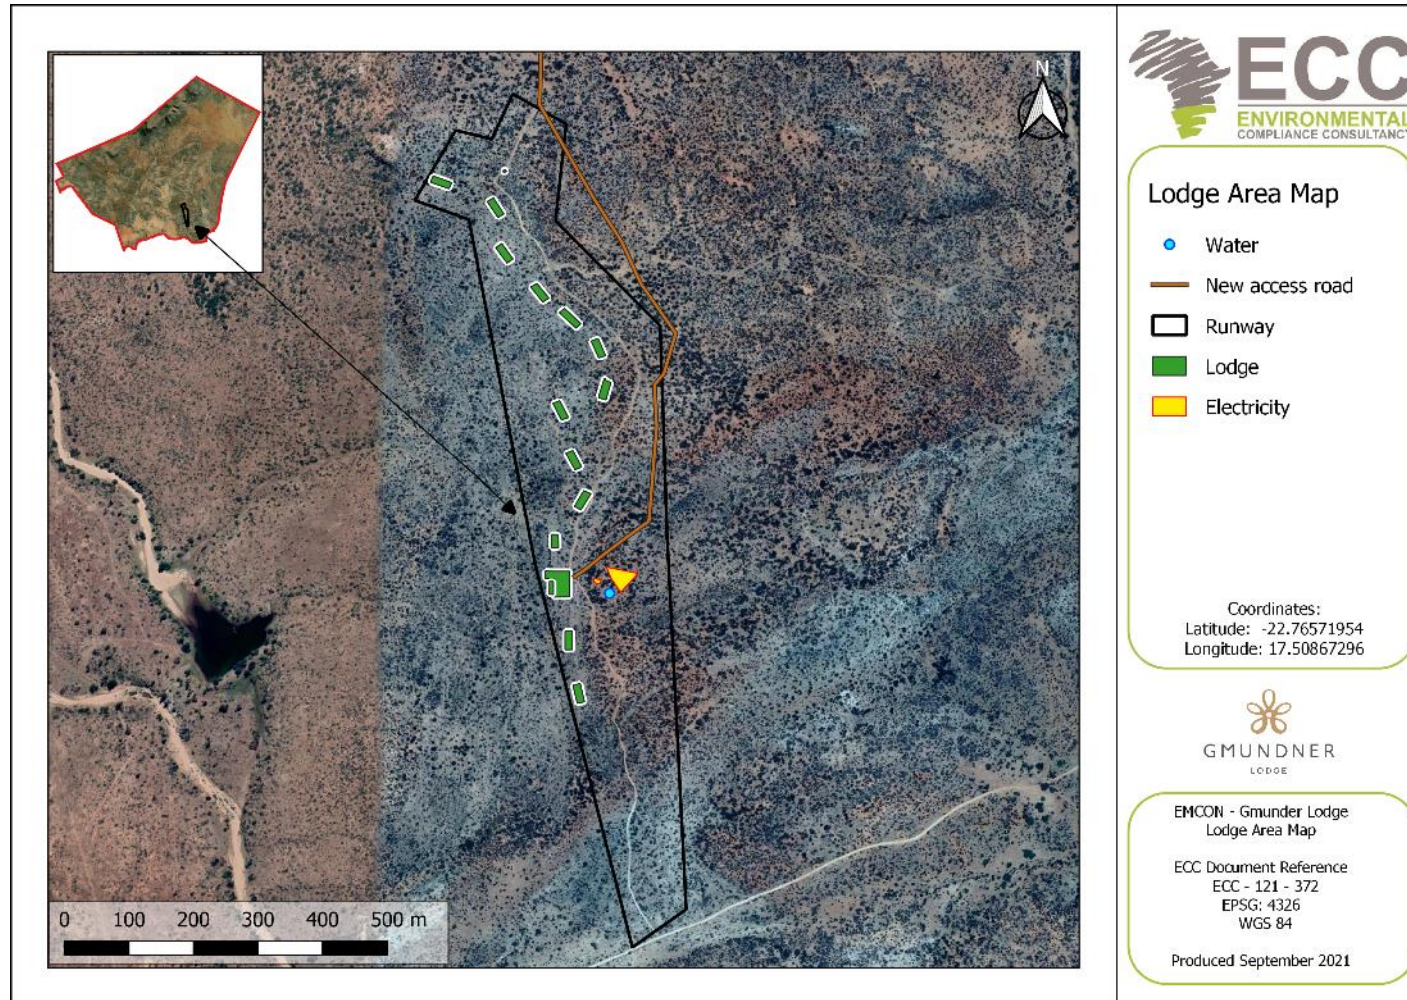 N
0 100 200 300 400 500 m
ECC
ENVIRONMENTAL
COMPLIANCE CONSULTANCY
Lodge Area Map
Water
New access road
Runway
Lodge
Electricity
Coordinates:
Latitude: -22.76571954
Longitude: 17.50867296
GMUNDNER
LODGE
EMCON - Gmunder Lodge
Lodge Area Map
ECC Document Reference
ECC - 121 - 372
EPSG: 4326
WGS 84
Produced September 2021